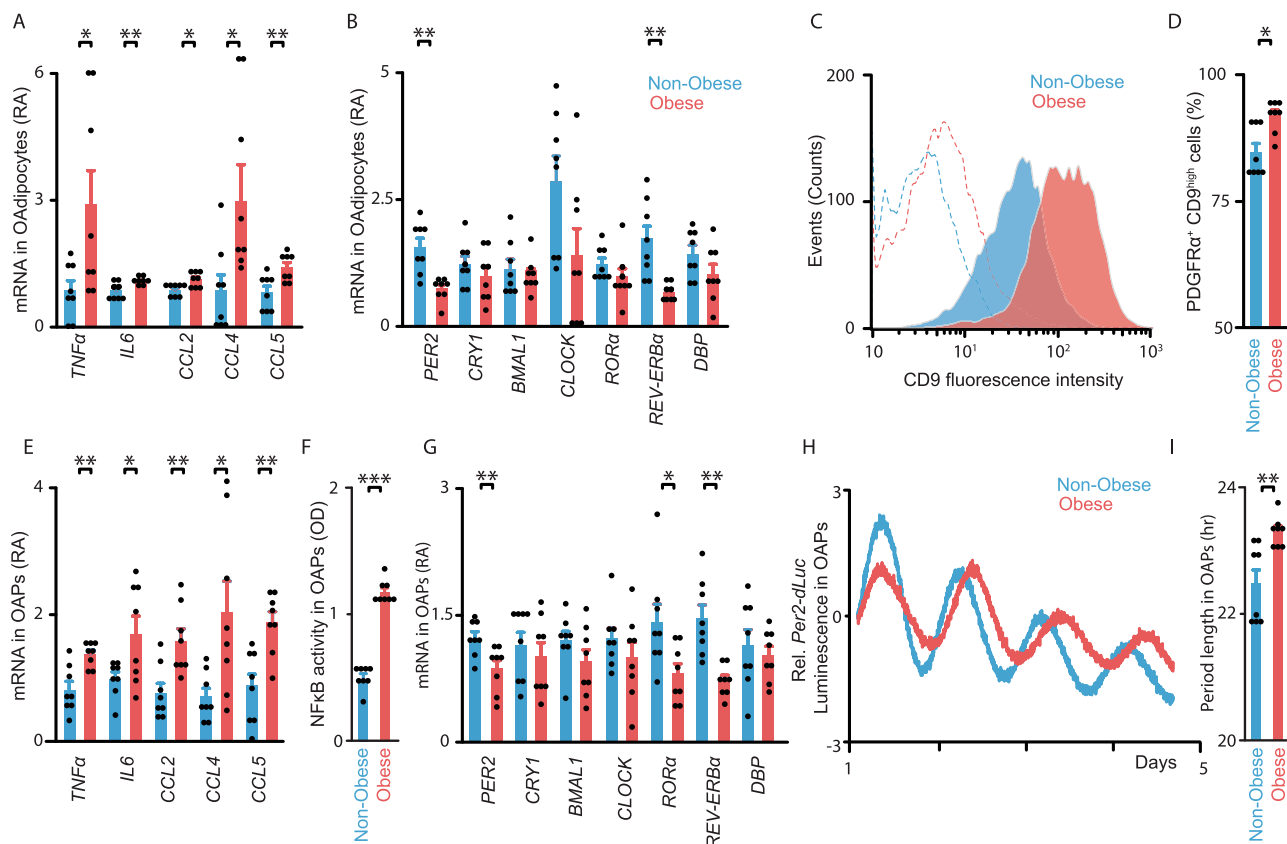 A
* ** * * **
mRNA in OAdipocytes (RA)
6
3
0
TNFα
IL6
CCL2
CCL4
CCL5
B
** **
Non-Obese
Obese
mRNA in OAdipocytes (RA)
5
2.5
0
PER2
CRY1
BMAL1
CLOCK
RORα
REV-ERBα
DBP
C
Non-Obese
Obese
Events (Counts)
200
100
0
10 10¹ 10² 10³
CD9 fluorescence intensity
D
*
PDGFRα⁺ CD9ʰⁱᵍʰ cells (%)
100
75
50
Non-Obese
Obese
E
** * ** * **
mRNA in OAPs (RA)
4
2
0
TNFα
IL6
CCL2
CCL4
CCL5
F
***
NFκB activity in OAPs (OD)
2
1
0
Non-Obese
Obese
G
** * **
mRNA in OAPs (RA)
3
1.5
0
PER2
CRY1
BMAL1
CLOCK
RORα
REV-ERBα
DBP
H
Non-Obese
Obese
Rel. Per2-dLuc
Luminescence in OAPs
3
0
-3
1 Days 5
I
**
Period length in OAPs (hr)
24
22
20
Non-Obese
Obese